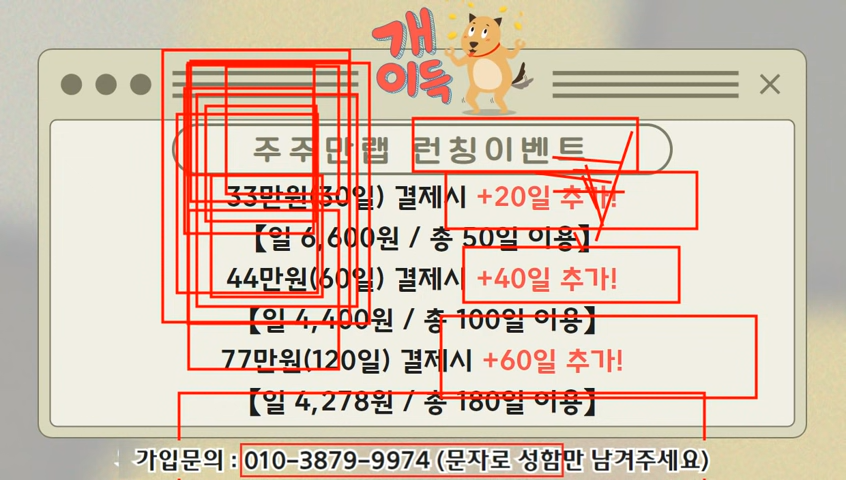 개
이득
주주만랩 런칭이벤트
33만원(30일) 결제시 +20일 추가!
【일 6,600원 / 총 50일 이용】
44만원(60일) 결제시 +40일 추가!
【일 4,400원 / 총 100일 이용】
77만원(120일) 결제시 +60일 추가!
【일 4,278원 / 총 180일 이용】
가입문의 : 010-3879-9974 (문자로 성함만 남겨주세요)